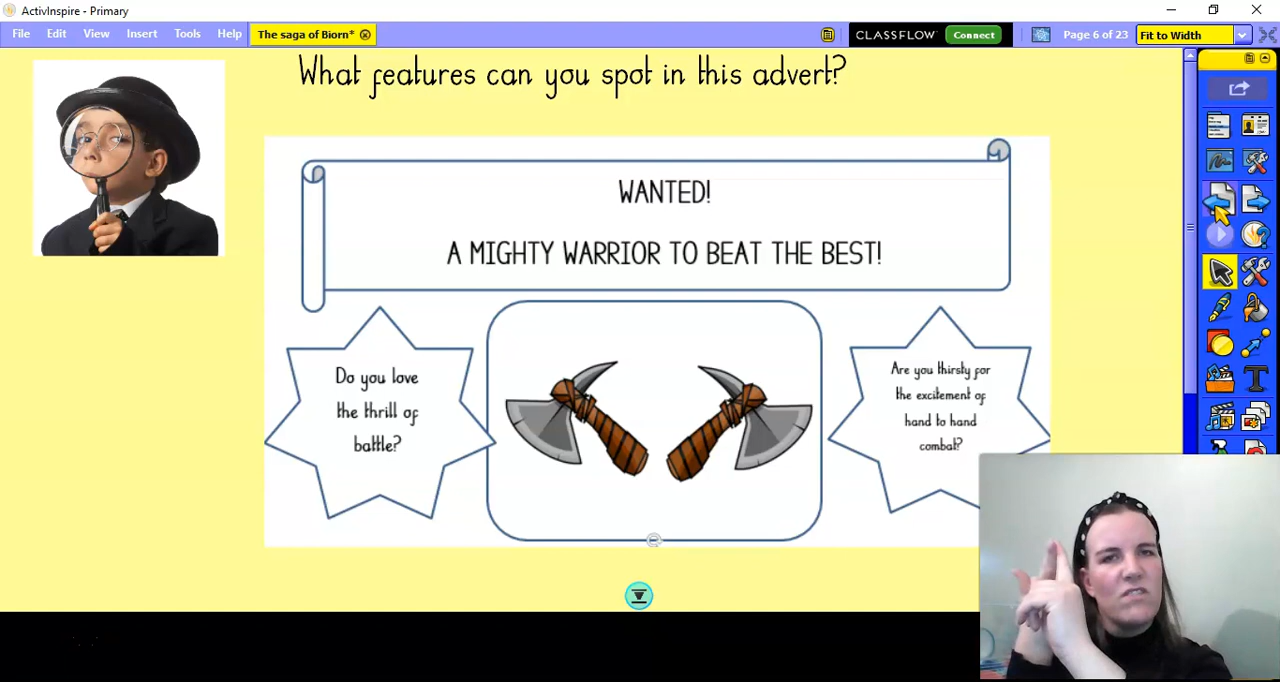 ActivInspire - Primary
File Edit View Insert Tools Help The saga of Biorn* CLASSFLOW Connect Page 6 of 23 Fit to Width
What features can you spot in this advert?
WANTED!
A MIGHTY WARRIOR TO BEAT THE BEST!
Do you love
the thrill of
battle?
Are you thirsty for
the excitement of
hand to hand
combat?